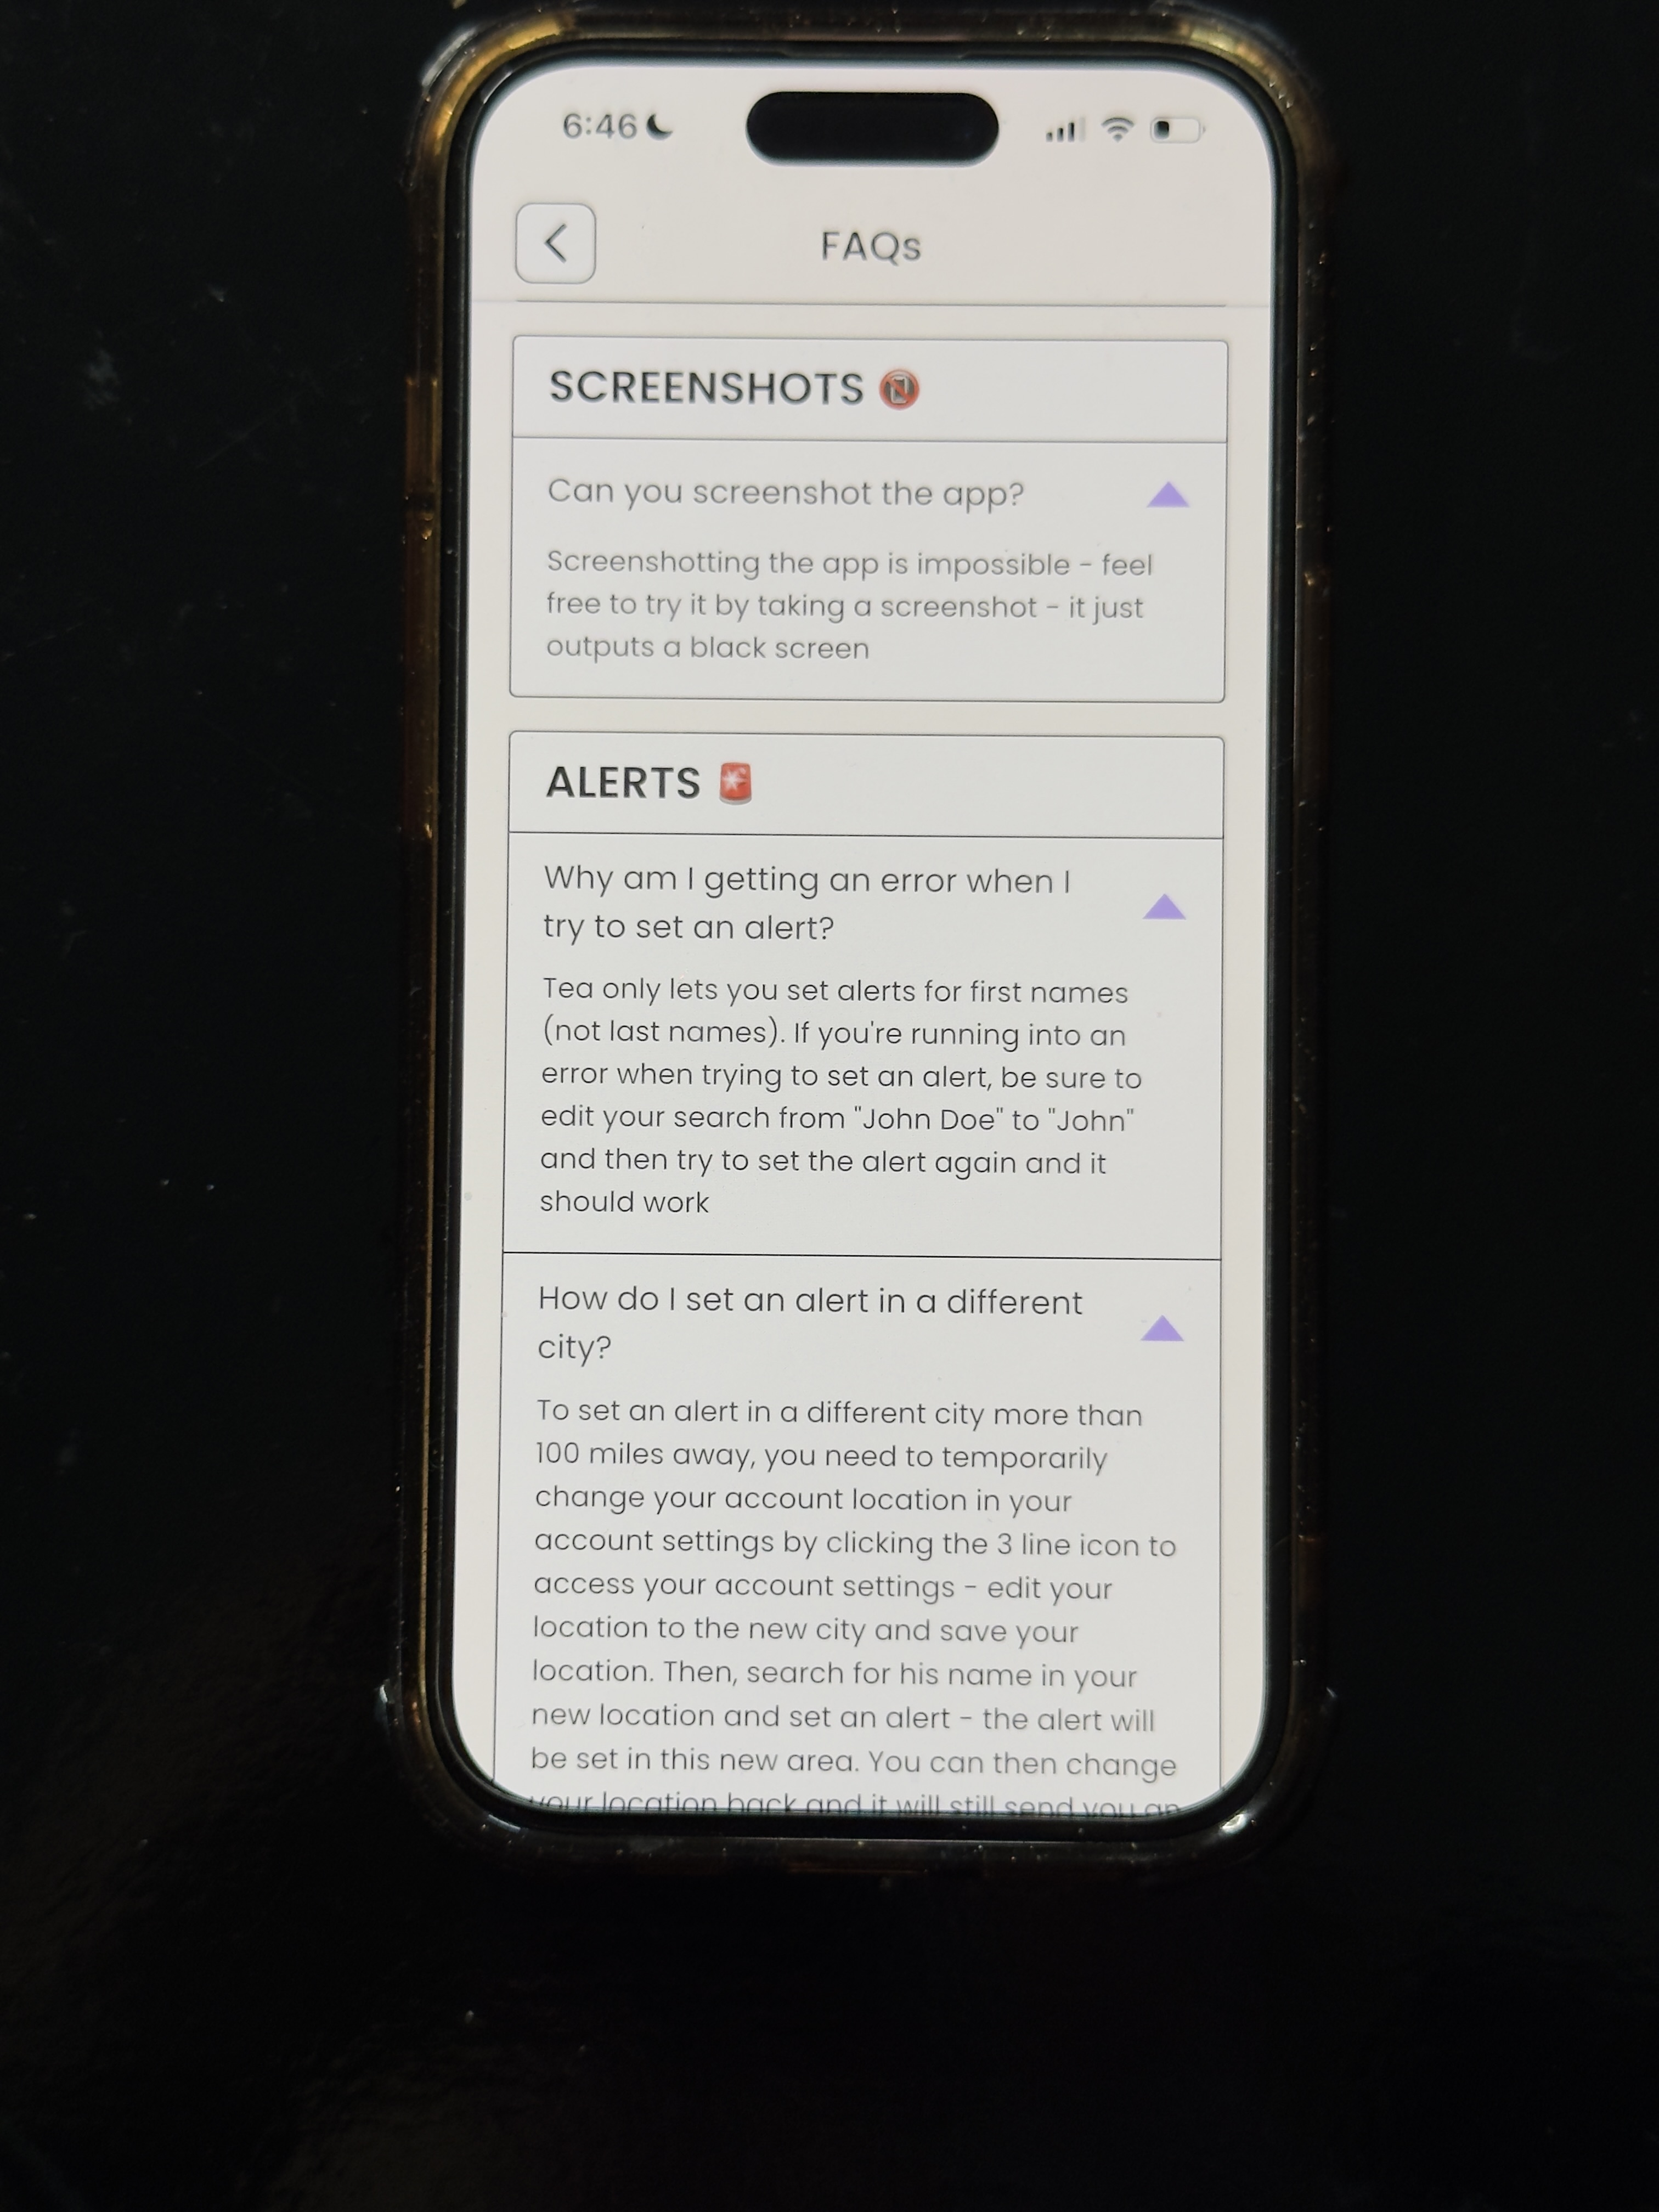 6:46
FAQs
SCREENSHOTS
Can you screenshot the app?
Screenshotting the app is impossible - feel
free to try it by taking a screenshot - it just
outputs a black screen
ALERTS
Why am I getting an error when I
try to set an alert?
Tea only lets you set alerts for first names
(not last names). If you're running into an
error when trying to set an alert, be sure to
edit your search from "John Doe" to "John"
and then try to set the alert again and it
should work
How do I set an alert in a different
city?
To set an alert in a different city more than
100 miles away, you need to temporarily
change your account location in your
account settings by clicking the 3 line icon to
access your account settings - edit your
location to the new city and save your
location. Then, search for his name in your
new location and set an alert - the alert will
be set in this new area. You can then change
your location back and it will still send you an